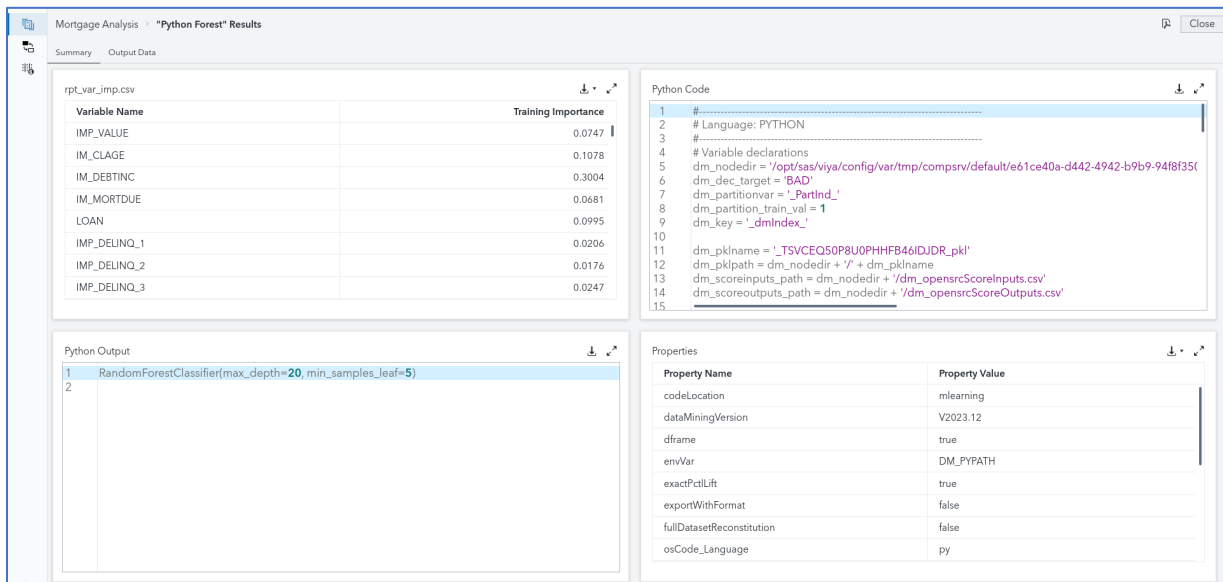 Mortgage Analysis > "Python Forest" Results
Close
Summary Output Data
rpt_var_imp.csv
Variable Name Training Importance
IMP_VALUE 0.0747
IM_CLAGE 0.1078
IM_DEBTINC 0.3004
IM_MORTDUE 0.0681
LOAN 0.0995
IMP_DELINQ_1 0.0206
IMP_DELINQ_2 0.0176
IMP_DELINQ_3 0.0247
Python Code
1 #-------------------------------------------------------------------------------
2 # Language: PYTHON
3 #-------------------------------------------------------------------------------
4 # Variable declarations
5 dm_nodedir = '/opt/sas/viya/config/var/tmp/compsrv/default/e61ce40a-d442-4942-b9b9-94f8f350
6 dm_dec_target = 'BAD'
7 dm_partitionvar = '_PartInd_'
8 dm_partition_train_val = 1
9 dm_key = '_dmIndex_'
10
11 dm_pklname = '_TSVCEQ50P8U0PHHFB46IDJDR_pkl'
12 dm_pklpath = dm_nodedir + '/' + dm_pklname
13 dm_scoreinputs_path = dm_nodedir + '/dm_opensrcScoreInputs.csv'
14 dm_scoreoutputs_path = dm_nodedir + '/dm_opensrcScoreOutputs.csv'
15
Python Output
1 RandomForestClassifier(max_depth=20, min_samples_leaf=5)
2
Properties
Property Name Property Value
codeLocation mlearning
dataMiningVersion V2023.12
dframe true
envVar DM_PYPATH
exactPctlLift true
exportWithFormat false
fullDatasetReconstitution false
osCode_Language py